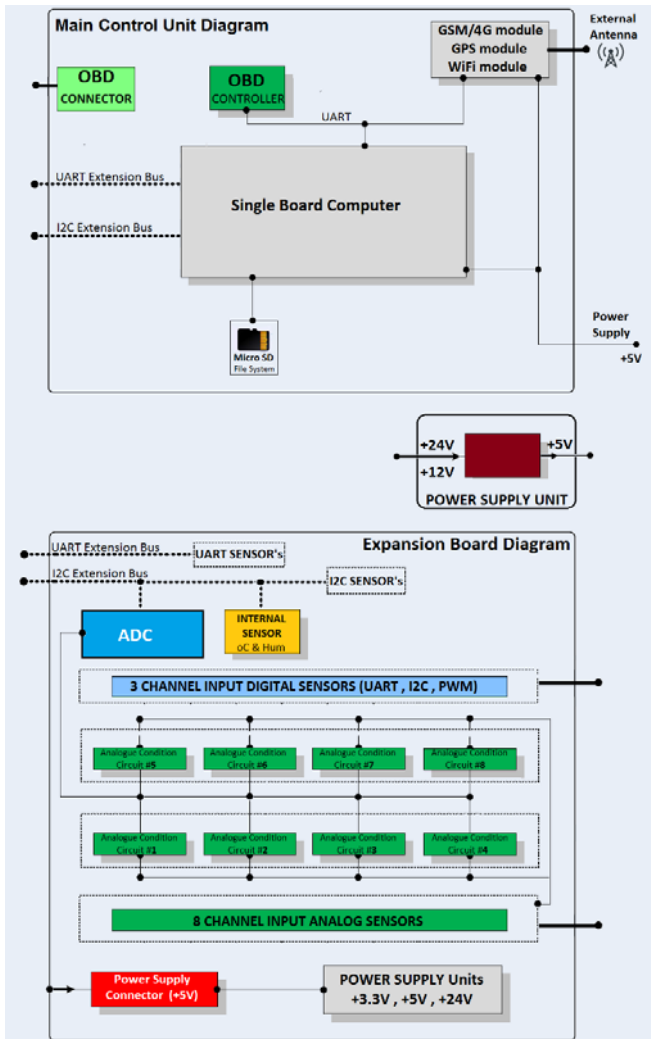 Main Control Unit Diagram
GSM/4G module
GPS module
WiFi module
External
Antenna
OBD
CONNECTOR
OBD
CONTROLLER
UART
UART Extension Bus
Single Board Computer
I2C Extension Bus
Micro SD
File System
Power
Supply
+5V
+24V
+5V
+12V
POWER SUPPLY UNIT
Expansion Board Diagram
UART Extension Bus
UART SENSOR's
I2C Extension Bus
I2C SENSOR's
ADC
INTERNAL
SENSOR
oC & Hum
3 CHANNEL INPUT DIGITAL SENSORS (UART , I2C , PWM)
Analogue Condition
Circuit #5
Analogue Condition
Circuit #6
Analogue Condition
Circuit #7
Analogue Condition
Circuit #8
Analogue Condition
Circuit #1
Analogue Condition
Circuit #2
Analogue Condition
Circuit #3
Analogue Condition
Circuit #4
8 CHANNEL INPUT ANALOG SENSORS
Power Supply
Connector (+5V)
POWER SUPPLY Units
+3.3V , +5V , +24V